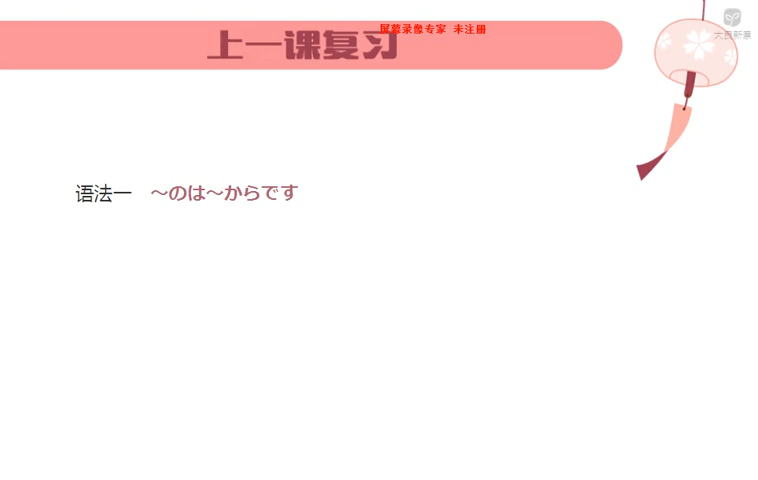 上一课复习
屏幕录像专家 未注册
语法一 ～のは～からです